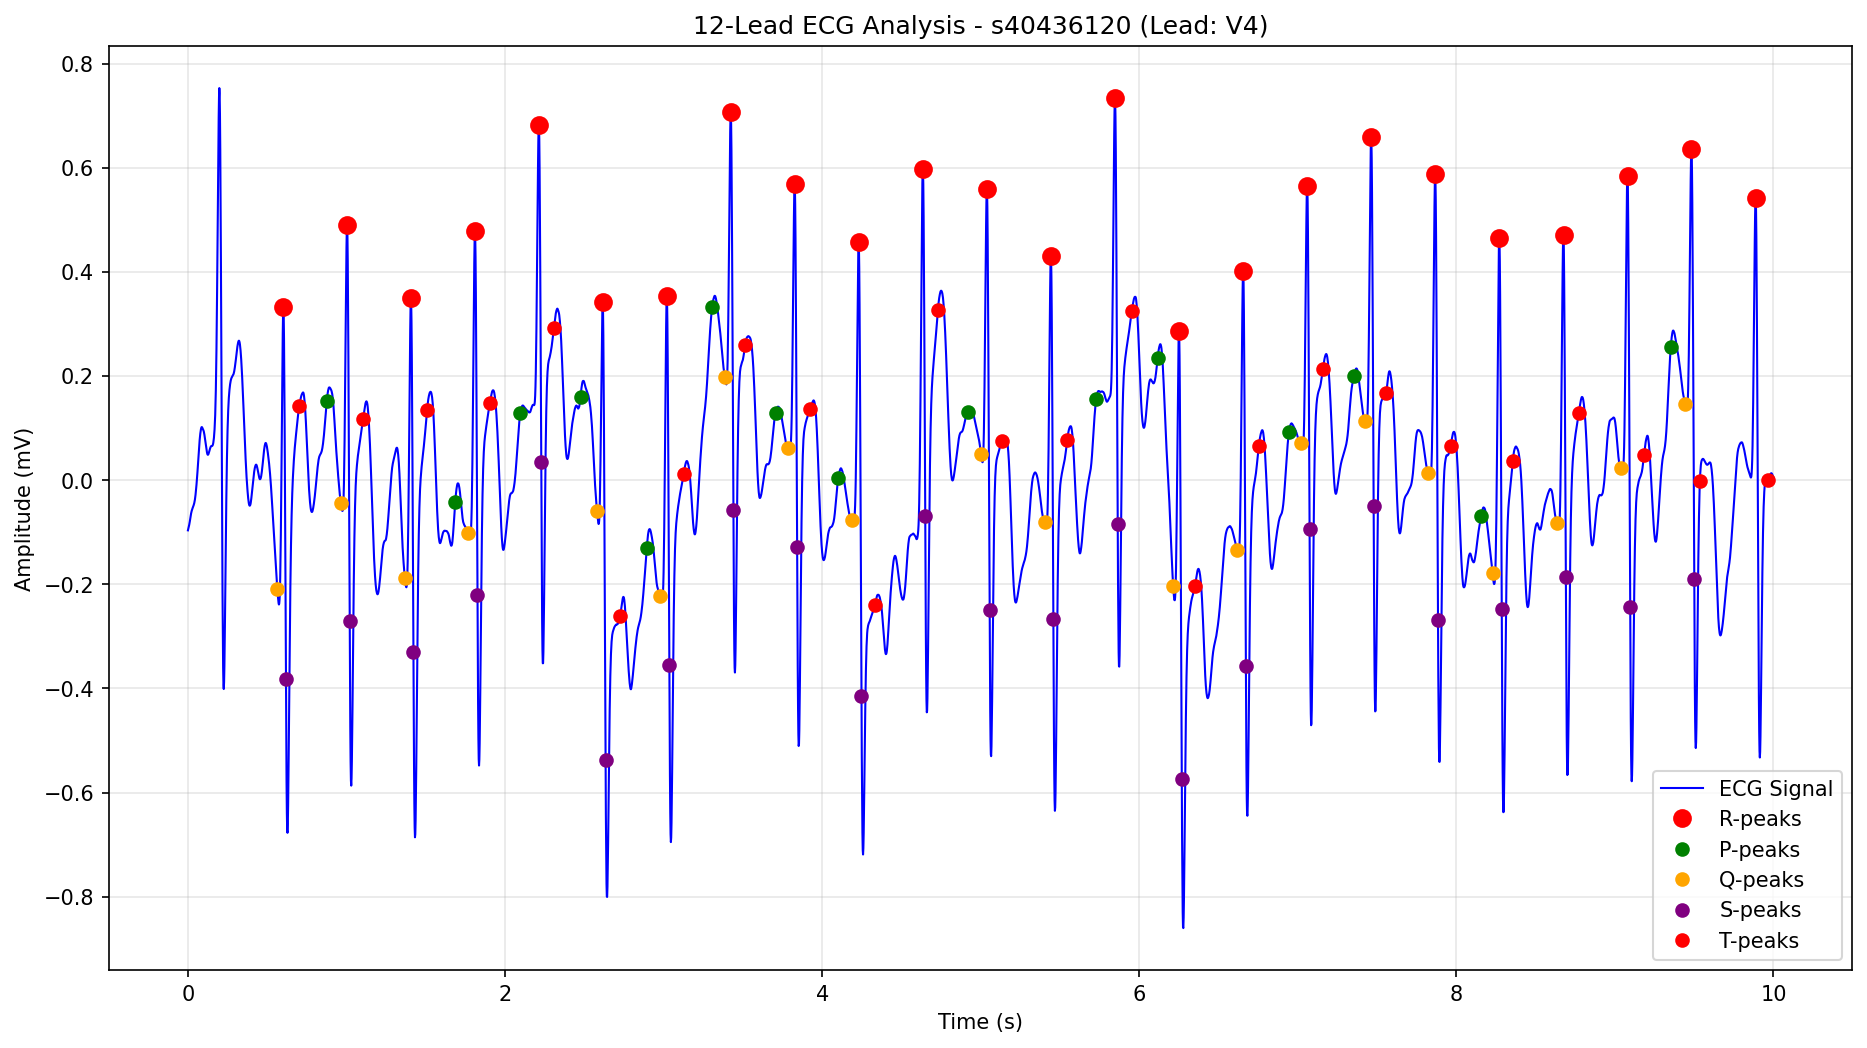 12-Lead ECG Analysis - s40436120 (Lead: V4)
0.8
0.6
0.4
0.2
0.0
−0.2
−0.4
−0.6
−0.8
Amplitude (mV)
ECG Signal
R-peaks
P-peaks
Q-peaks
S-peaks
T-peaks
0 2 4 6 8 10
Time (s)